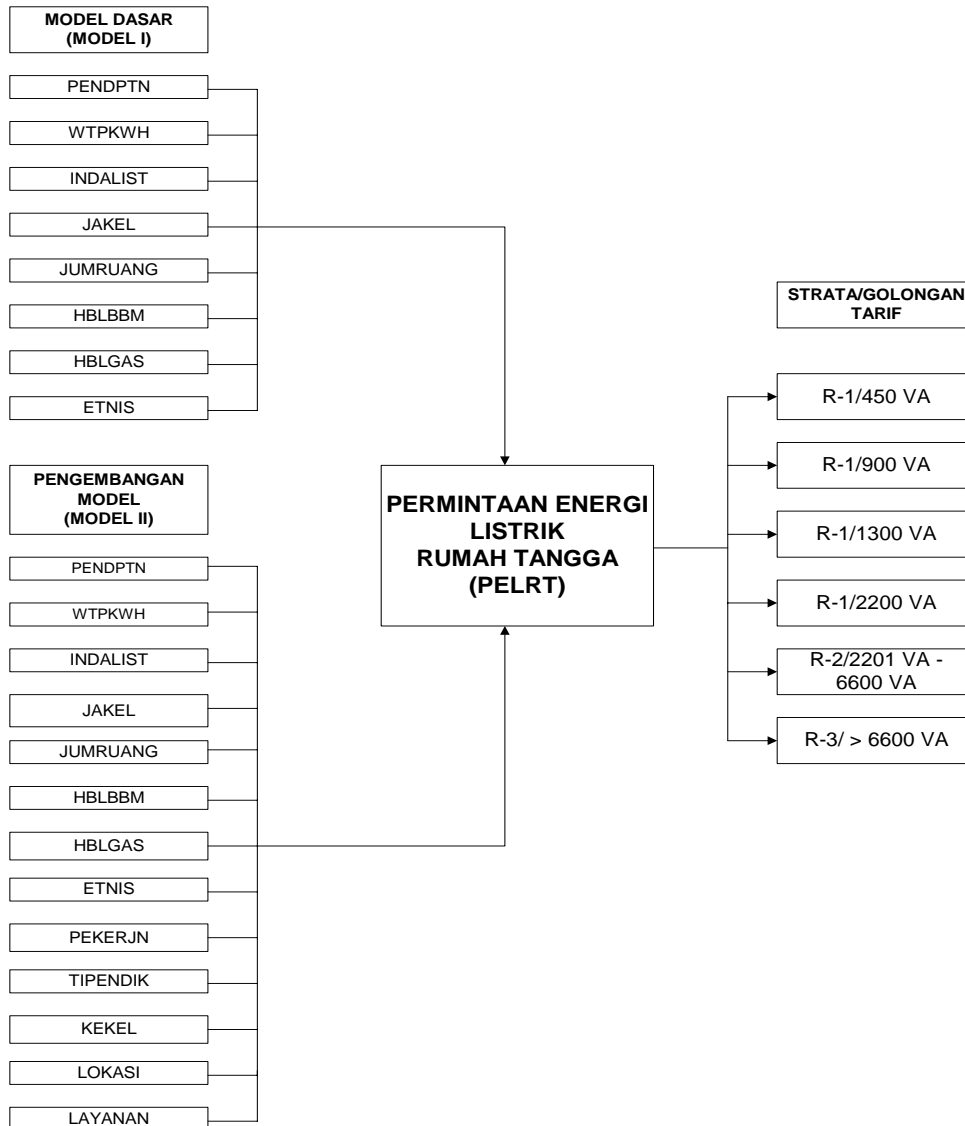 MODEL DASAR
(MODEL I)
PENDPTN
WTPKWH
INDALIST
JAKEL
JUMRUANG
HBLBBM
HBLGAS
ETNIS
PENGEMBANGAN
MODEL
(MODEL II)
PENDPTN
WTPKWH
INDALIST
JAKEL
JUMRUANG
HBLBBM
HBLGAS
ETNIS
PEKERJN
TIPENDIK
KEKEL
LOKASI
LAYANAN
PERMINTAAN ENERGI
LISTRIK
RUMAH TANGGA
(PELRT)
STRATA/GOLONGAN
TARIF
R-1/450 VA
R-1/900 VA
R-1/1300 VA
R-1/2200 VA
R-2/2201 VA -
6600 VA
R-3/ > 6600 VA